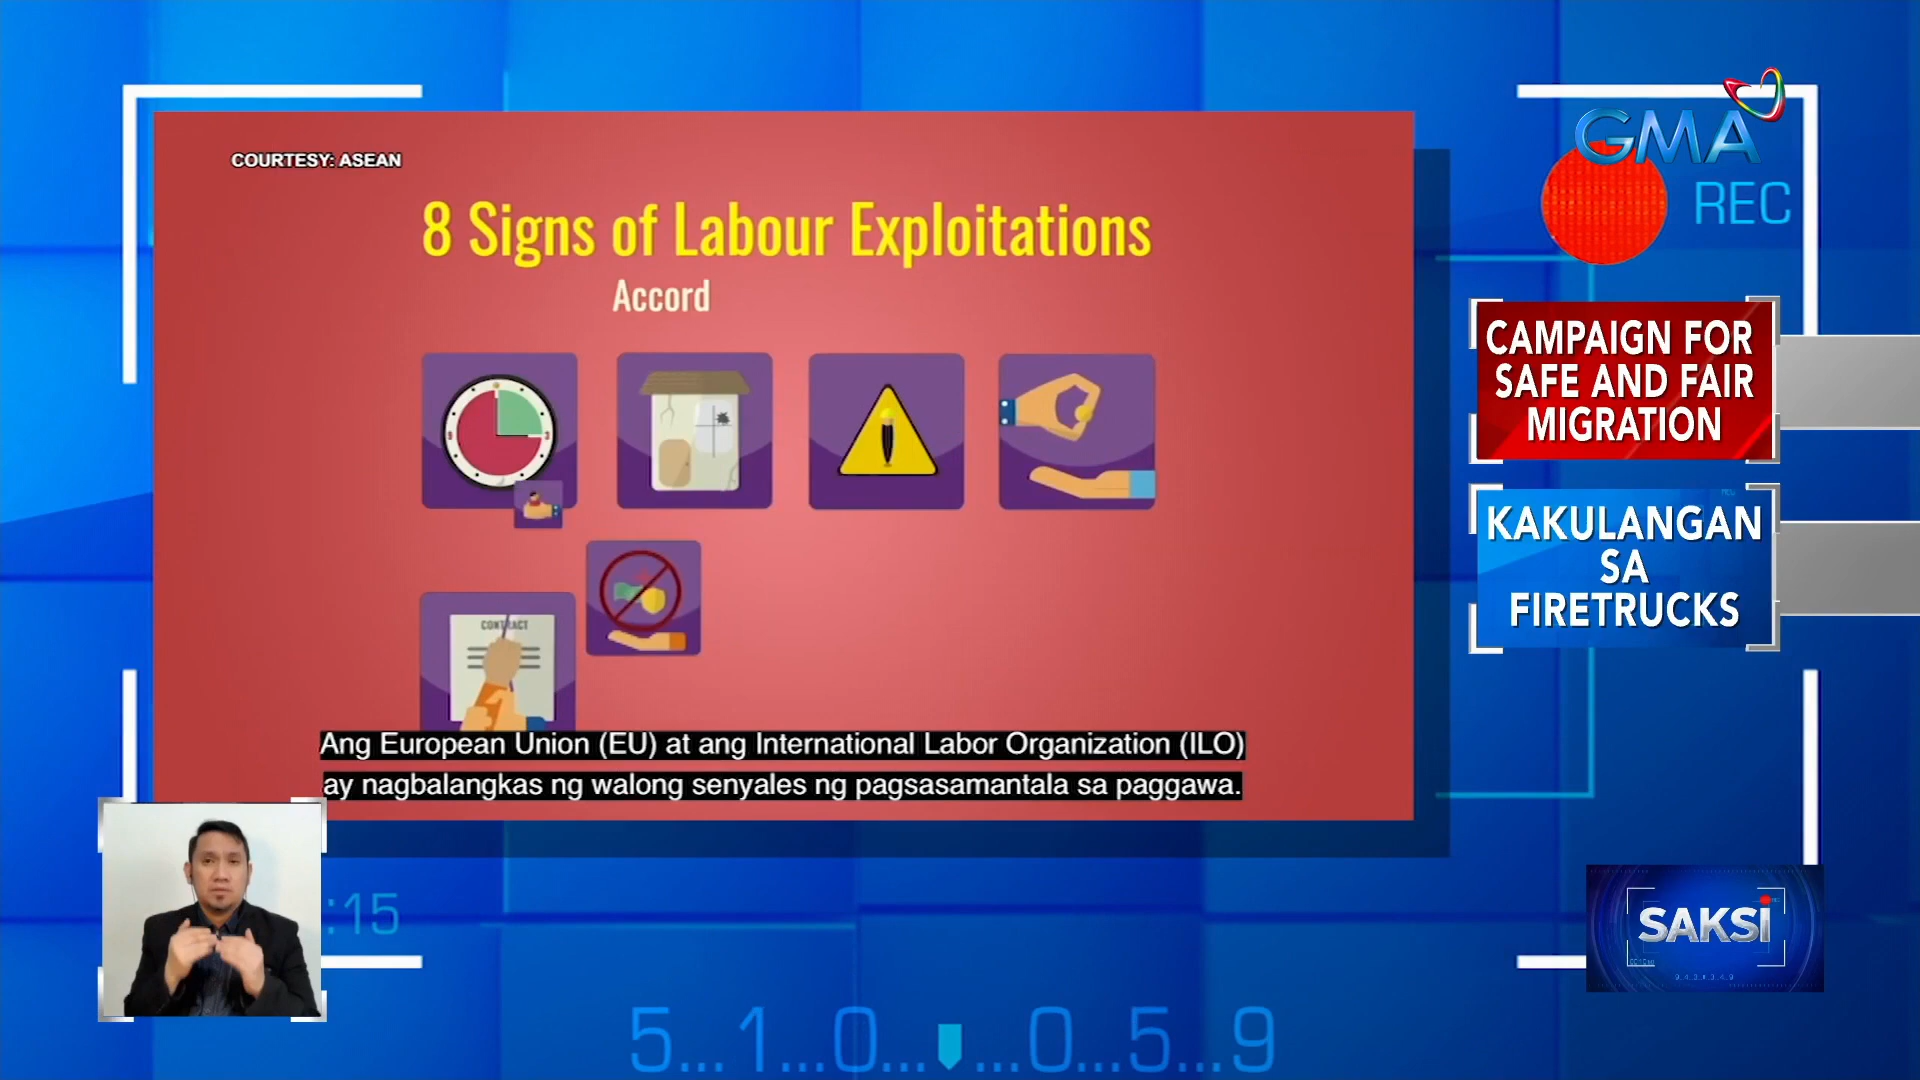 COURTESY: ASEAN
8 Signs of Labour Exploitations
Accord
CONTRACT
Ang European Union (EU) at ang International Labor Organization (ILO)
ay nagbalangkas ng walong senyales ng pagsasamantala sa paggawa.
GMA
REC
CAMPAIGN FOR
SAFE AND FAIR
MIGRATION
KAKULANGAN
SA
FIRETRUCKS
:15
SAKSI
5...1...0... ...0...5...9